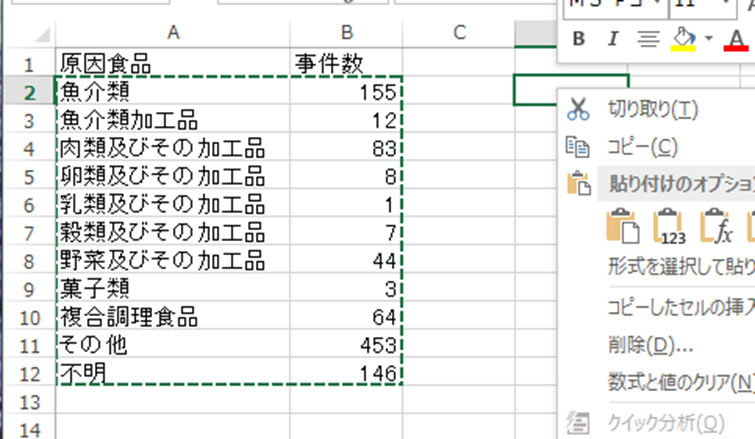 A B C
1 原因食品 事件数
2 魚介類 155
3 魚介類加工品 12
4 肉類及びその加工品 83
5 卵類及びその加工品 8
6 乳類及びその加工品 1
7 穀類及びその加工品 7
8 野菜及びその加工品 44
9 菓子類 3
10 複合調理食品 64
11 その他 453
12 不明 146
13
14
11
B I A
切り取り(T)
コピー(C)
貼り付けのオプショ
123 fx
形式を選択して貼り
コピーしたセルの挿入
削除(D)...
数式と値のクリア(N
クイック分析(Q)